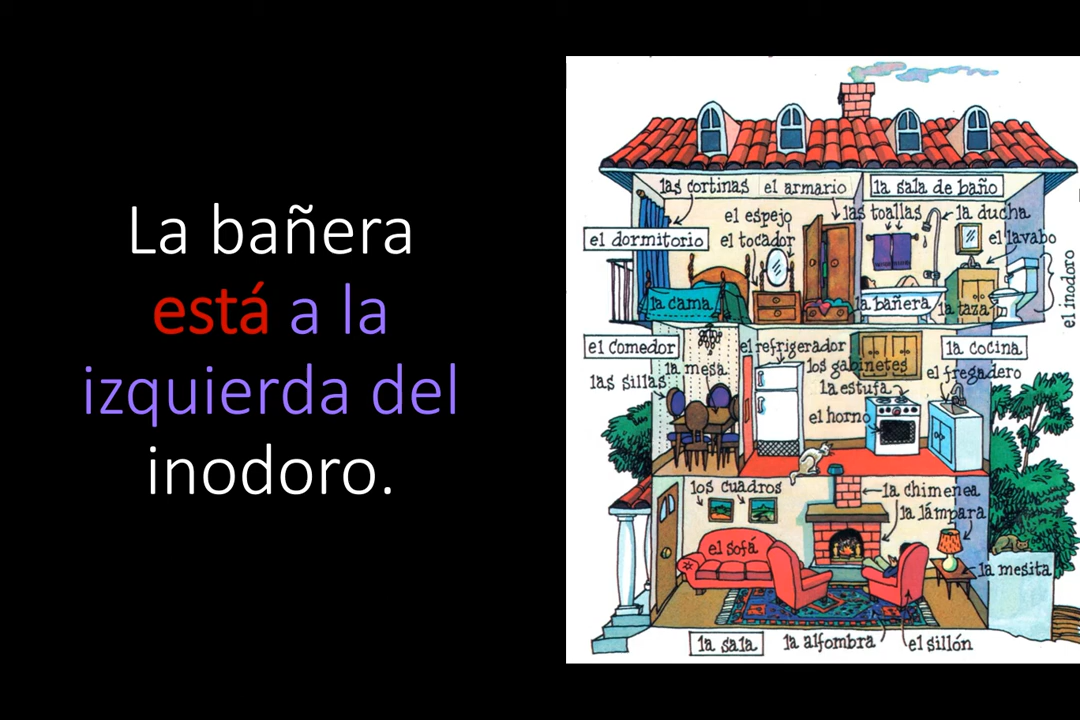 La bañera
está a la
izquierda del
inodoro.
las cortinas el armario la sala de baño
el espejo las toallas la ducha
el dormitorio el tocador el lavabo
la cama la bañera la taza el inodoro
el comedor el refrigerador la cocina
la mesa los gabinetes el fregadero
las sillas la estufa
el horno
los cuadros la chimenea
la lámpara
el sofá
la mesita
la sala la alfombra el sillón